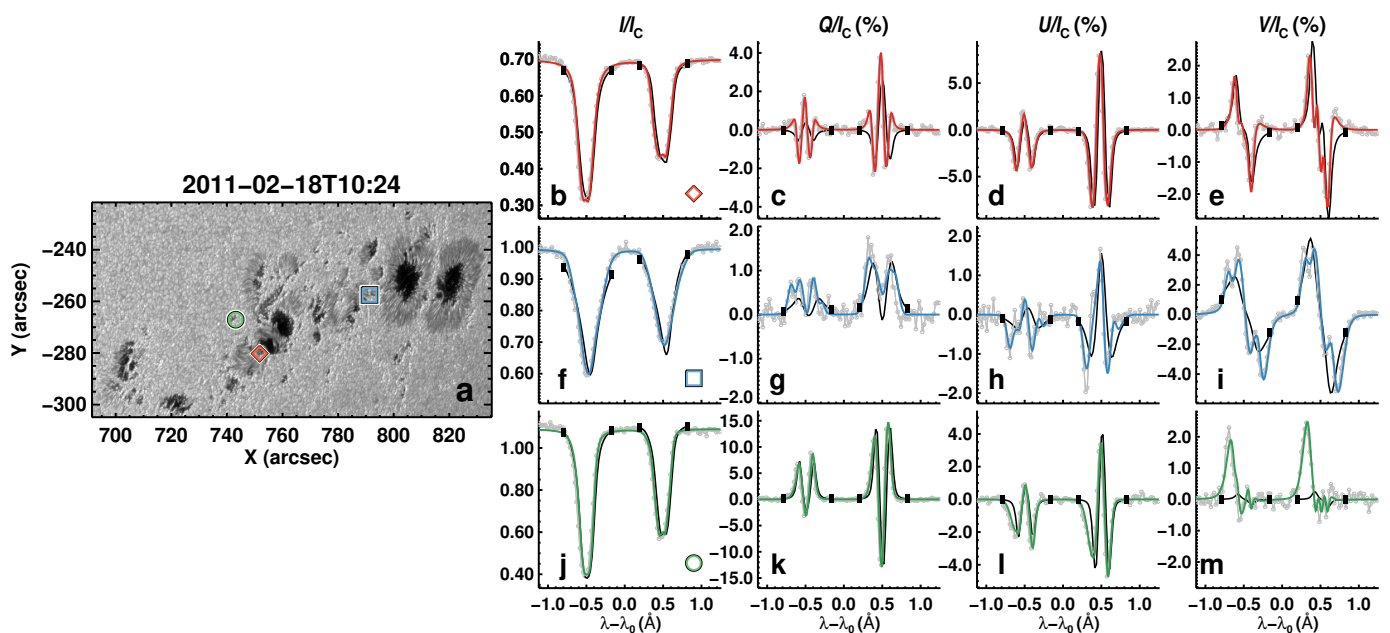 I/I_C
Q/I_C (%)
U/I_C (%)
V/I_C (%)
2011−02−18T10:24
−240
−260
−280
−300
Y (arcsec)
700 720 740 760 780 800 820
X (arcsec)
a
0.70
0.60
0.50
0.40
0.30
b
4.0
2.0
0.0
−2.0
−4.0
c
5.0
0.0
−5.0
d
2.0
1.0
0.0
−1.0
−2.0
e
1.00
0.90
0.80
0.70
0.60
f
2.0
1.0
0.0
−1.0
−2.0
g
2.0
1.0
0.0
−1.0
−2.0
h
4.0
2.0
0.0
−2.0
−4.0
i
1.00
0.80
0.60
0.40
j
15.0
10.0
5.0
0.0
−5.0
−10.0
−15.0
k
4.0
2.0
0.0
−2.0
−4.0
l
2.0
1.0
0.0
−1.0
−2.0
m
−1.0 −0.5 0.0 0.5 1.0
λ−λ₀ (Å)
−1.0 −0.5 0.0 0.5 1.0
λ−λ₀ (Å)
−1.0 −0.5 0.0 0.5 1.0
λ−λ₀ (Å)
−1.0 −0.5 0.0 0.5 1.0
λ−λ₀ (Å)